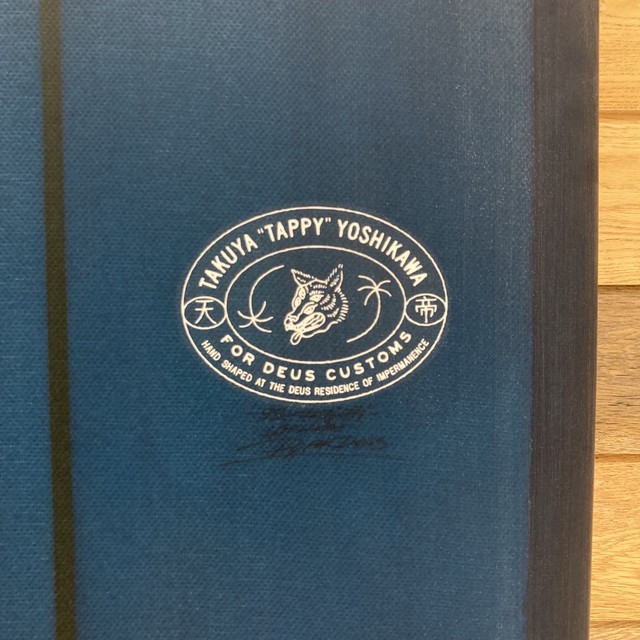 TAKUYA "TAPPY" YOSHIKAWA
天 帝
FOR DEUS CUSTOMS
HAND SHAPED AT THE DEUS RESIDENCE OF IMPERMANENCE